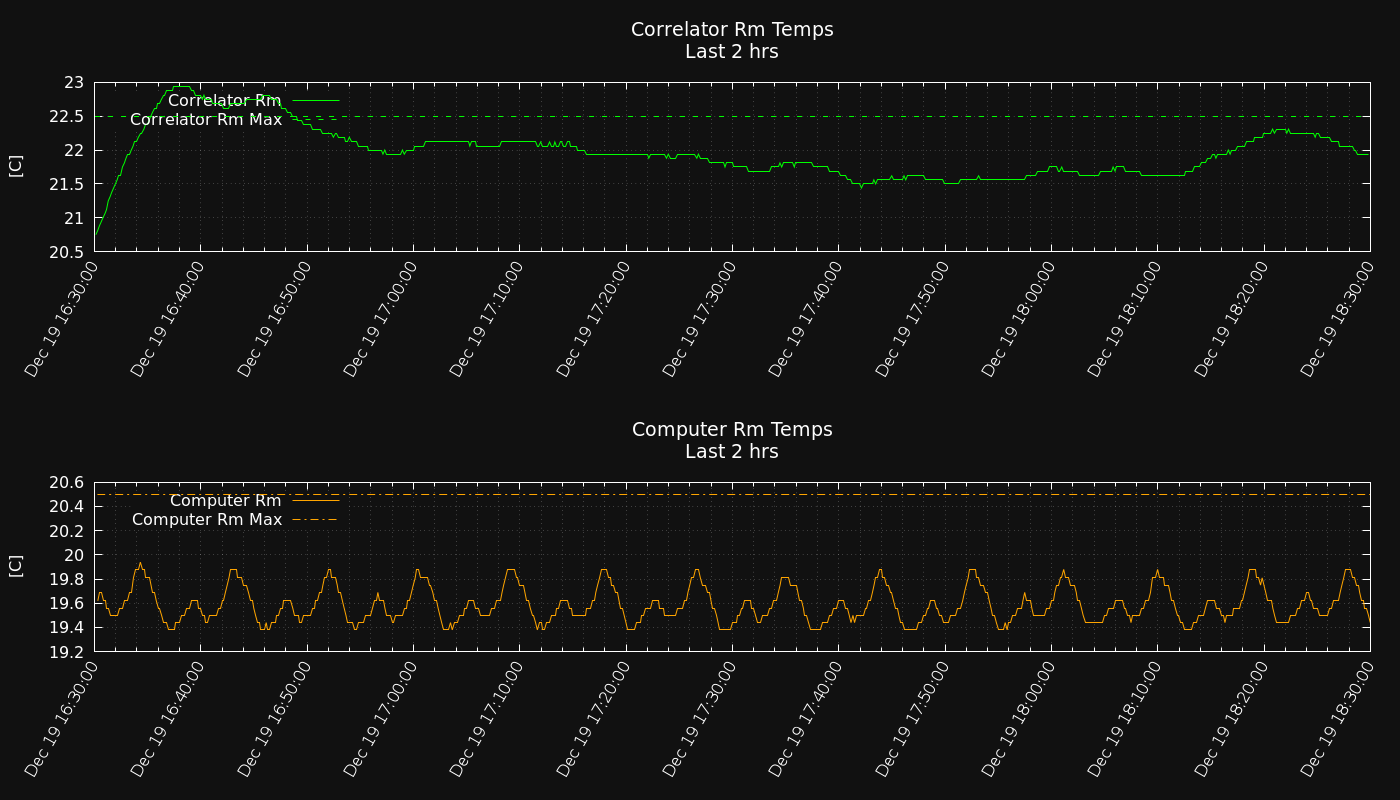 Correlator Rm Temps
Last 2 hrs
23
22.5
22
21.5
21
20.5
[C]
Correlator Rm
Correlator Rm Max
Dec 19 16:30:00
Dec 19 16:40:00
Dec 19 16:50:00
Dec 19 17:00:00
Dec 19 17:10:00
Dec 19 17:20:00
Dec 19 17:30:00
Dec 19 17:40:00
Dec 19 17:50:00
Dec 19 18:00:00
Dec 19 18:10:00
Dec 19 18:20:00
Dec 19 18:30:00
Computer Rm Temps
Last 2 hrs
20.6
20.4
20.2
20
19.8
19.6
19.4
19.2
[C]
Computer Rm
Computer Rm Max
Dec 19 16:30:00
Dec 19 16:40:00
Dec 19 16:50:00
Dec 19 17:00:00
Dec 19 17:10:00
Dec 19 17:20:00
Dec 19 17:30:00
Dec 19 17:40:00
Dec 19 17:50:00
Dec 19 18:00:00
Dec 19 18:10:00
Dec 19 18:20:00
Dec 19 18:30:00